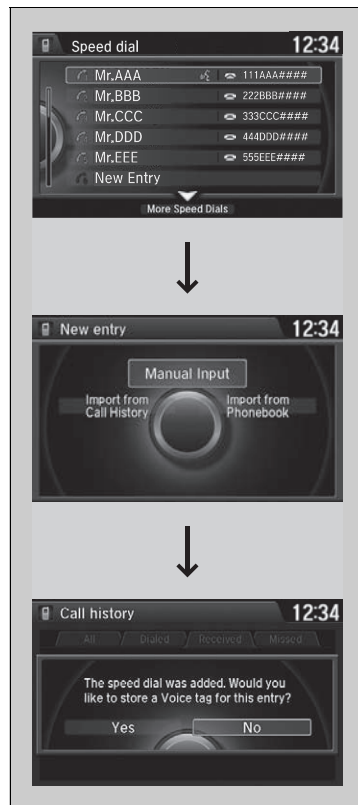 Speed dial 12:34
Mr.AAA 111AAA####
Mr.BBB 222BBB####
Mr.CCC 333CCC####
Mr.DDD 444DDD####
Mr.EEE 555EEE####
New Entry
More Speed Dials
New entry 12:34
Manual Input
Import from
Call History
Import from
Phonebook
Call history 12:34
All Dialed Received Missed
The speed dial was added. Would you
like to store a Voice tag for this entry?
Yes No